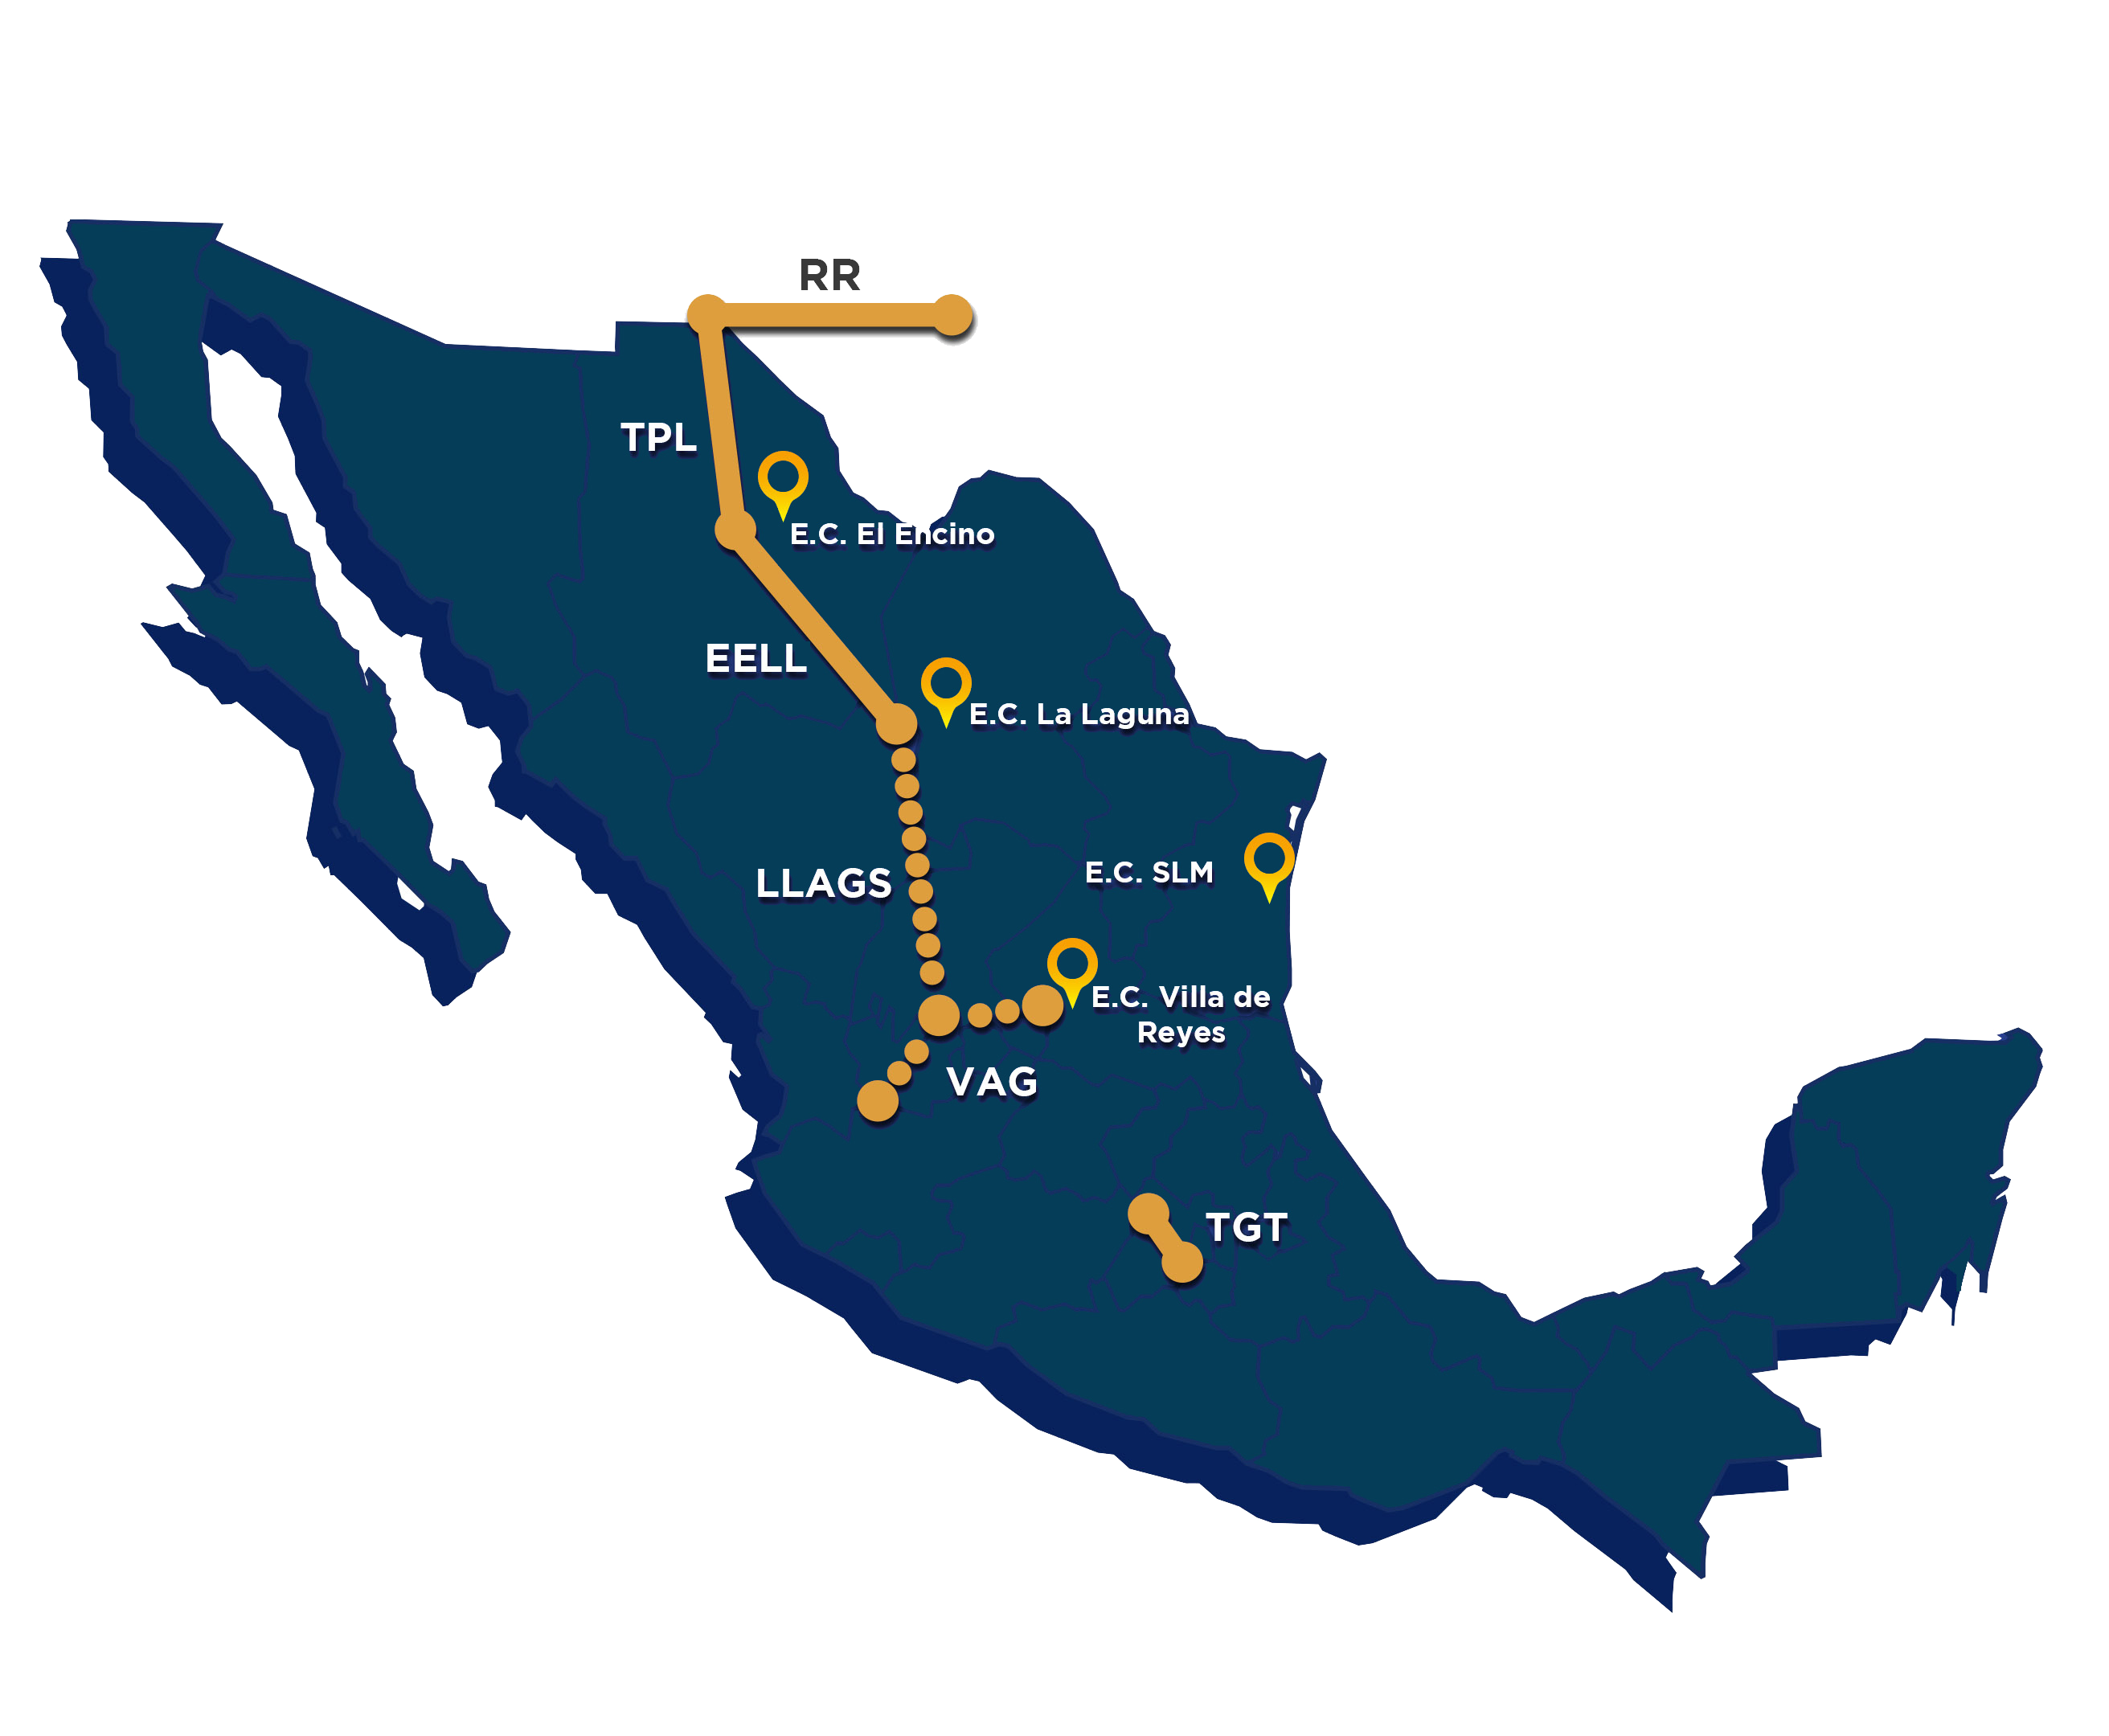 RR
TPL
E.C. El Encino
EELL
E.C. La Laguna
E.C. SLM
LLAGS
E.C. Villa de
Reyes
VAG
TGT